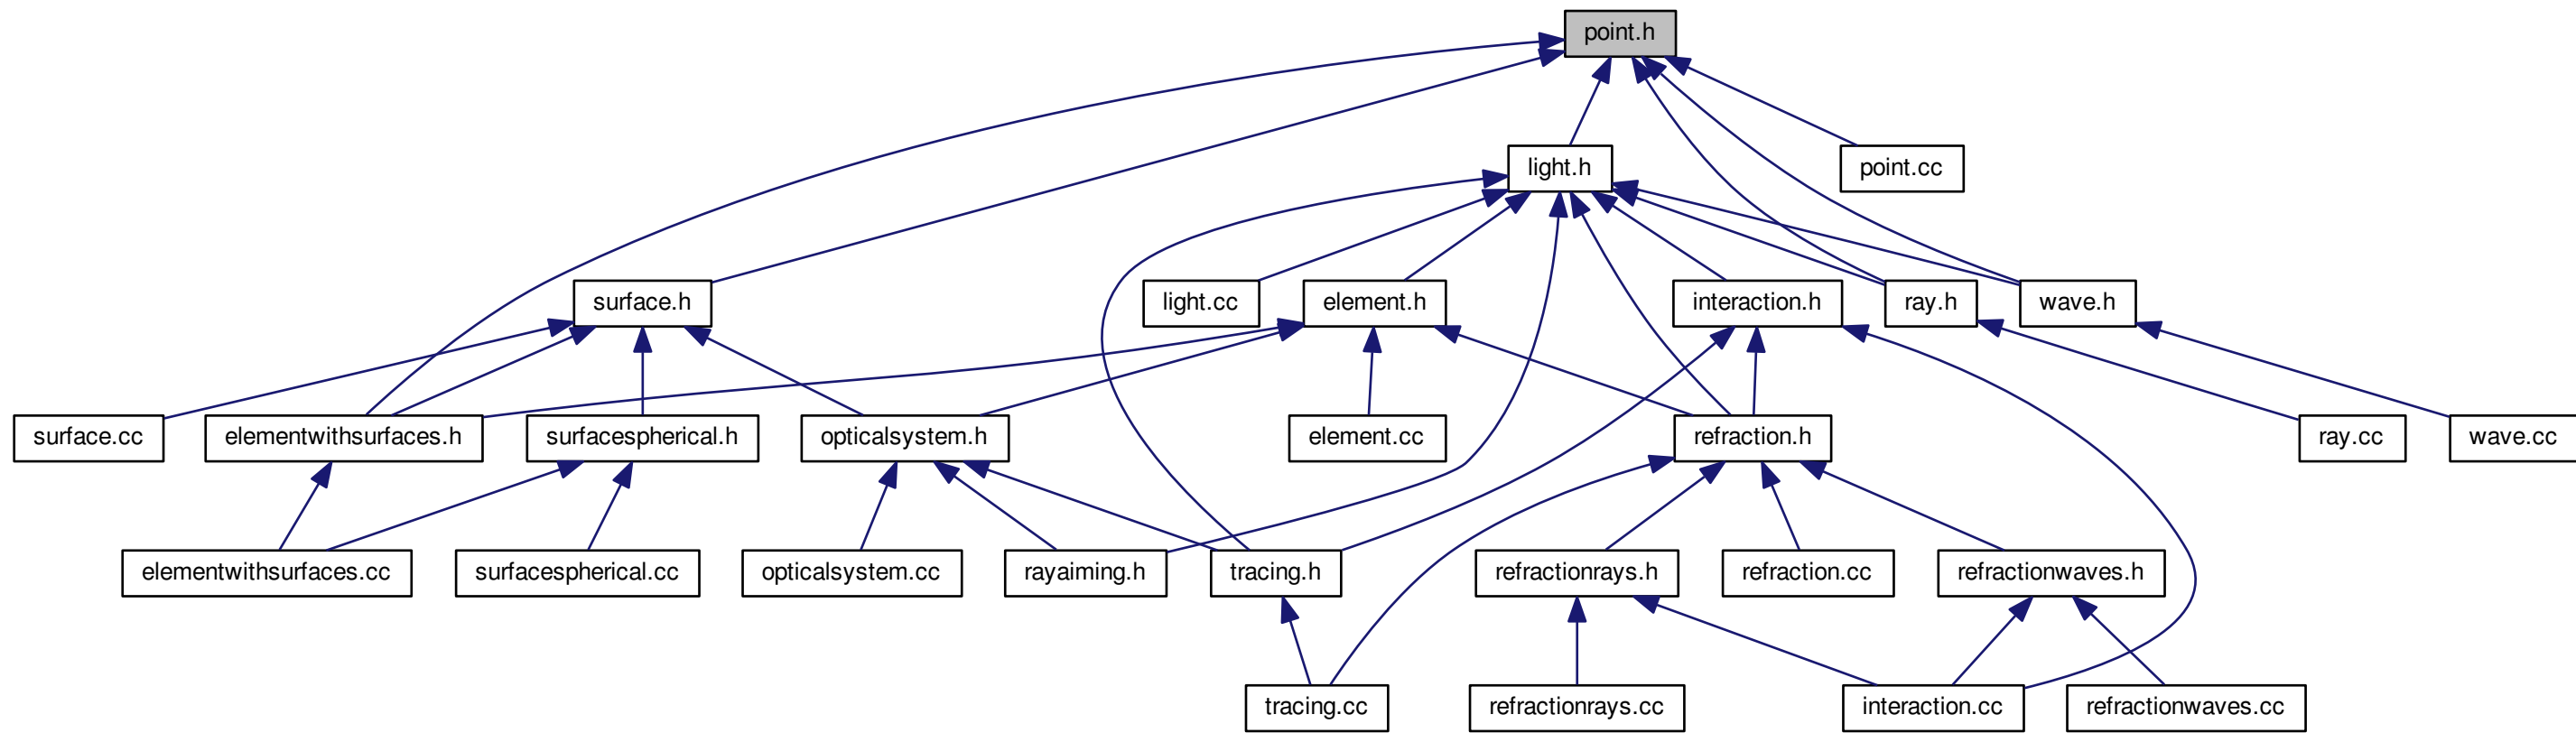 point.h
light.h
point.cc
surface.h
light.cc
element.h
interaction.h
ray.h
wave.h
surface.cc
elementwithsurfaces.h
surfacespherical.h
opticalsystem.h
element.cc
refraction.h
ray.cc
wave.cc
elementwithsurfaces.cc
surfacespherical.cc
opticalsystem.cc
rayaiming.h
tracing.h
refractionrays.h
refraction.cc
refractionwaves.h
tracing.cc
refractionrays.cc
interaction.cc
refractionwaves.cc